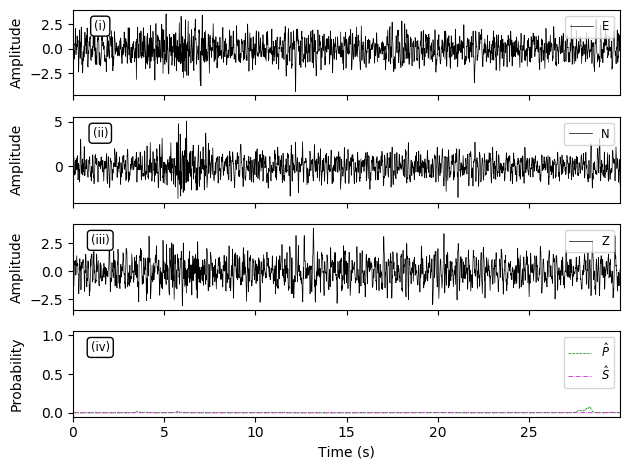 (i)
E
2.5
0.0
−2.5
Amplitude
(ii)
N
5
0
Amplitude
(iii)
Z
2.5
0.0
−2.5
Amplitude
(iv)
P̂
Ŝ
1.0
0.5
0.0
Probability
0 5 10 15 20 25
Time (s)